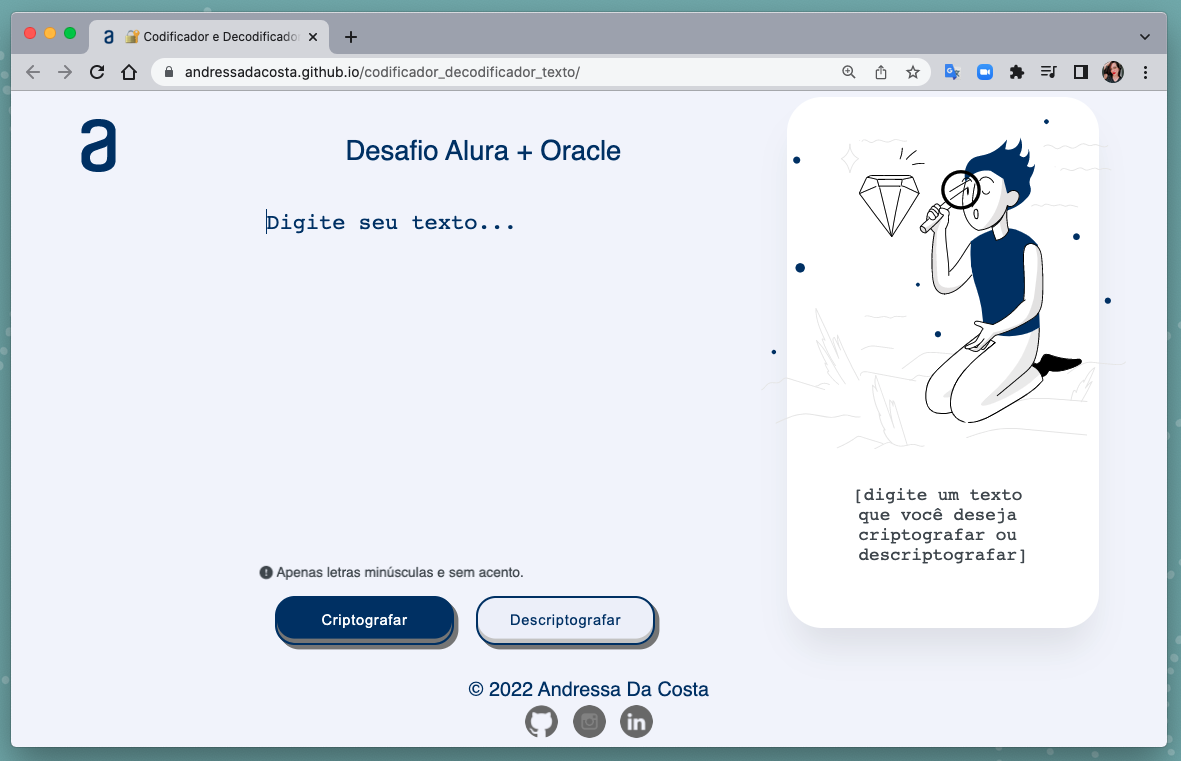 a 🔐 Codificador e Decodificado
andressadacosta.github.io/codificador_decodificador_texto/
a
Desafio Alura + Oracle
Digite seu texto...
[digite um texto
que você deseja
criptografar ou
descriptografar]
Apenas letras minúsculas e sem acento.
Criptografar
Descriptografar
© 2022 Andressa Da Costa
in